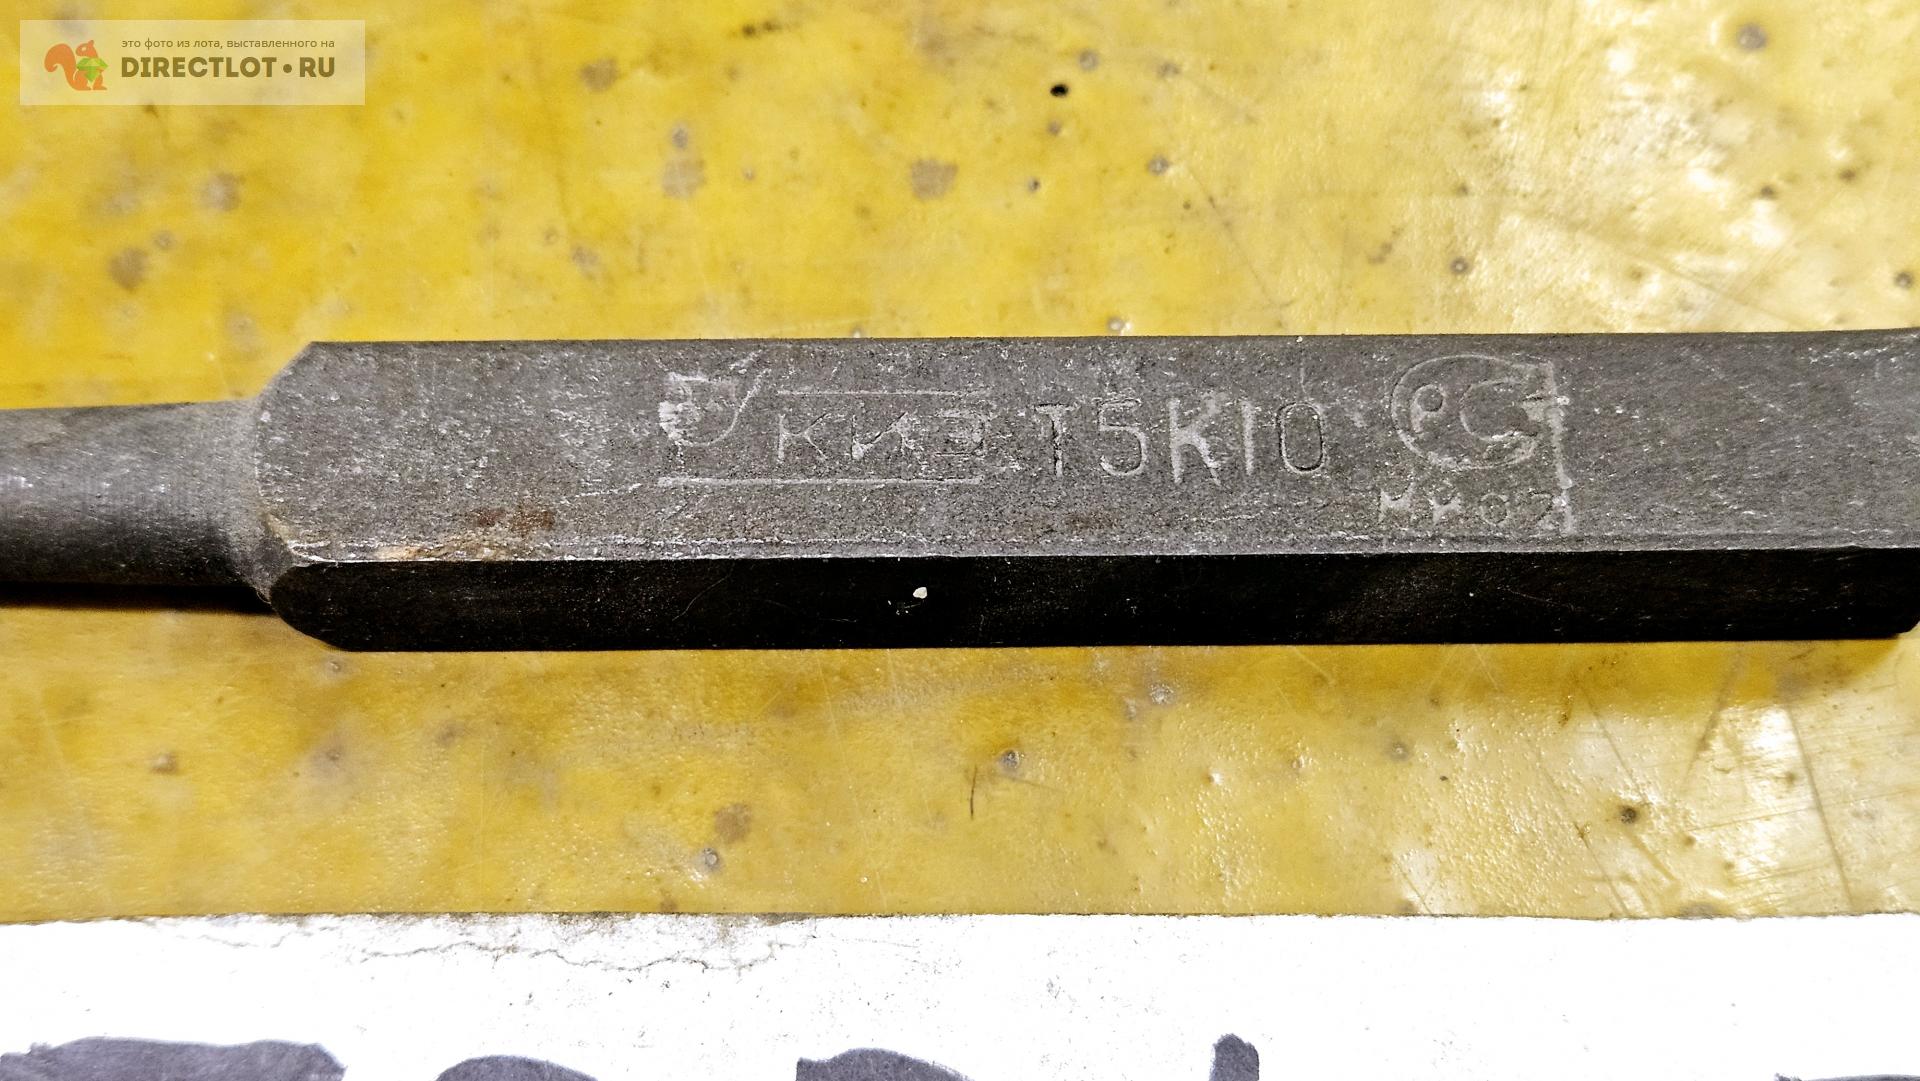 это фото из лота, выставленного на
DIRECTLOT•RU
КИЗ Т5К10 РС